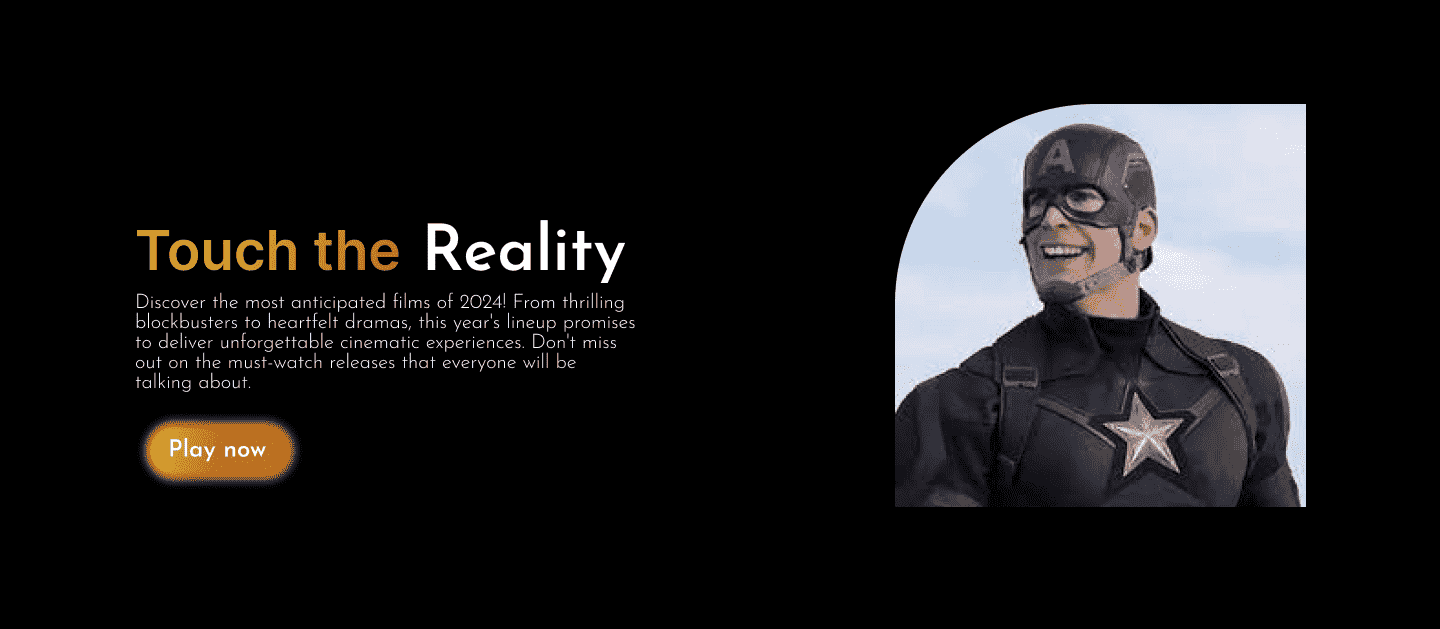 Touch the Reality
Discover the most anticipated films of 2024! From thrilling
blockbusters to heartfelt dramas, this year's lineup promises
to deliver unforgettable cinematic experiences. Don't miss
out on the must-watch releases that everyone will be
talking about.
Play now
A